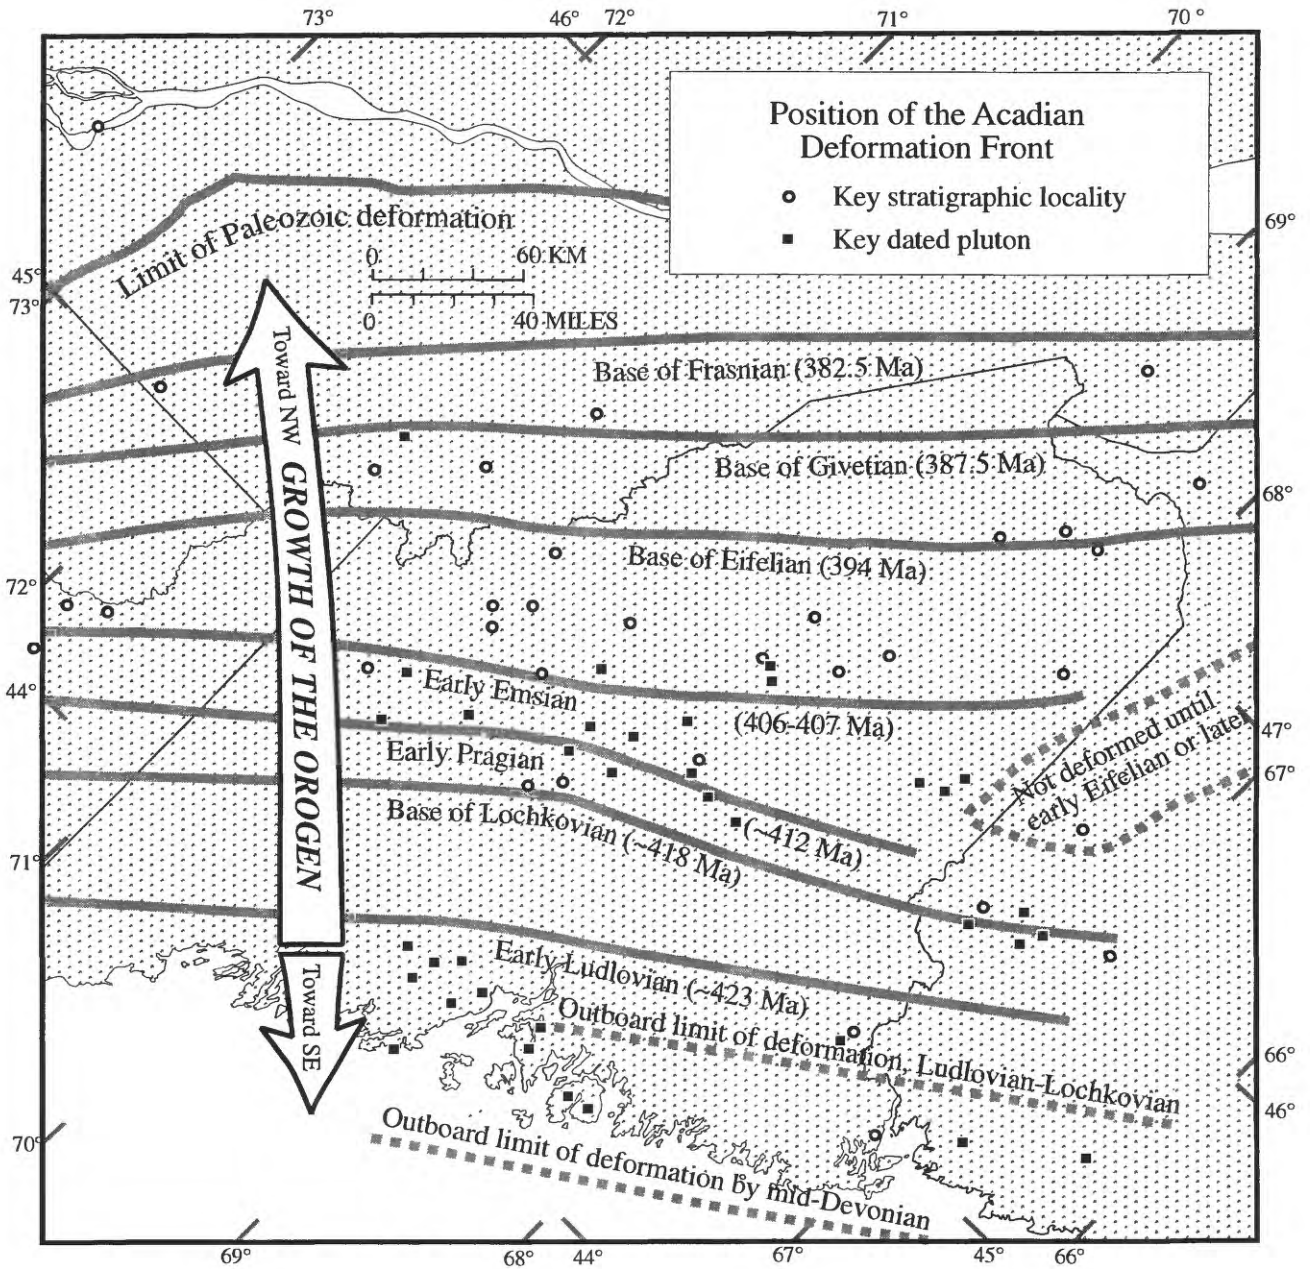 73°
46°
72°
71°
70°
Position of the Acadian
Deformation Front
Key stratigraphic locality
Key dated pluton
69°
Limit of Paleozoic deformation
0
60 KM
0
40 MILES
45°
73°
Toward NW
GROWTH OF THE OROGEN
Toward SE
Base of Frasnian (382.5 Ma)
Base of Givetian (387.5 Ma)
68°
Base of Eifelian (394 Ma)
72°
44°
Early Emsian
(406-407 Ma)
Not deformed until
early Eifelian or later
47°
67°
Early Pragian
(~412 Ma)
Base of Lochkovian (~418 Ma)
71°
Early Ludlovian (~423 Ma)
Outboard limit of deformation, Ludlovian-Lochkovian
66°
46°
70°
Outboard limit of deformation by mid-Devonian
69°
68°
44°
67°
45°
66°